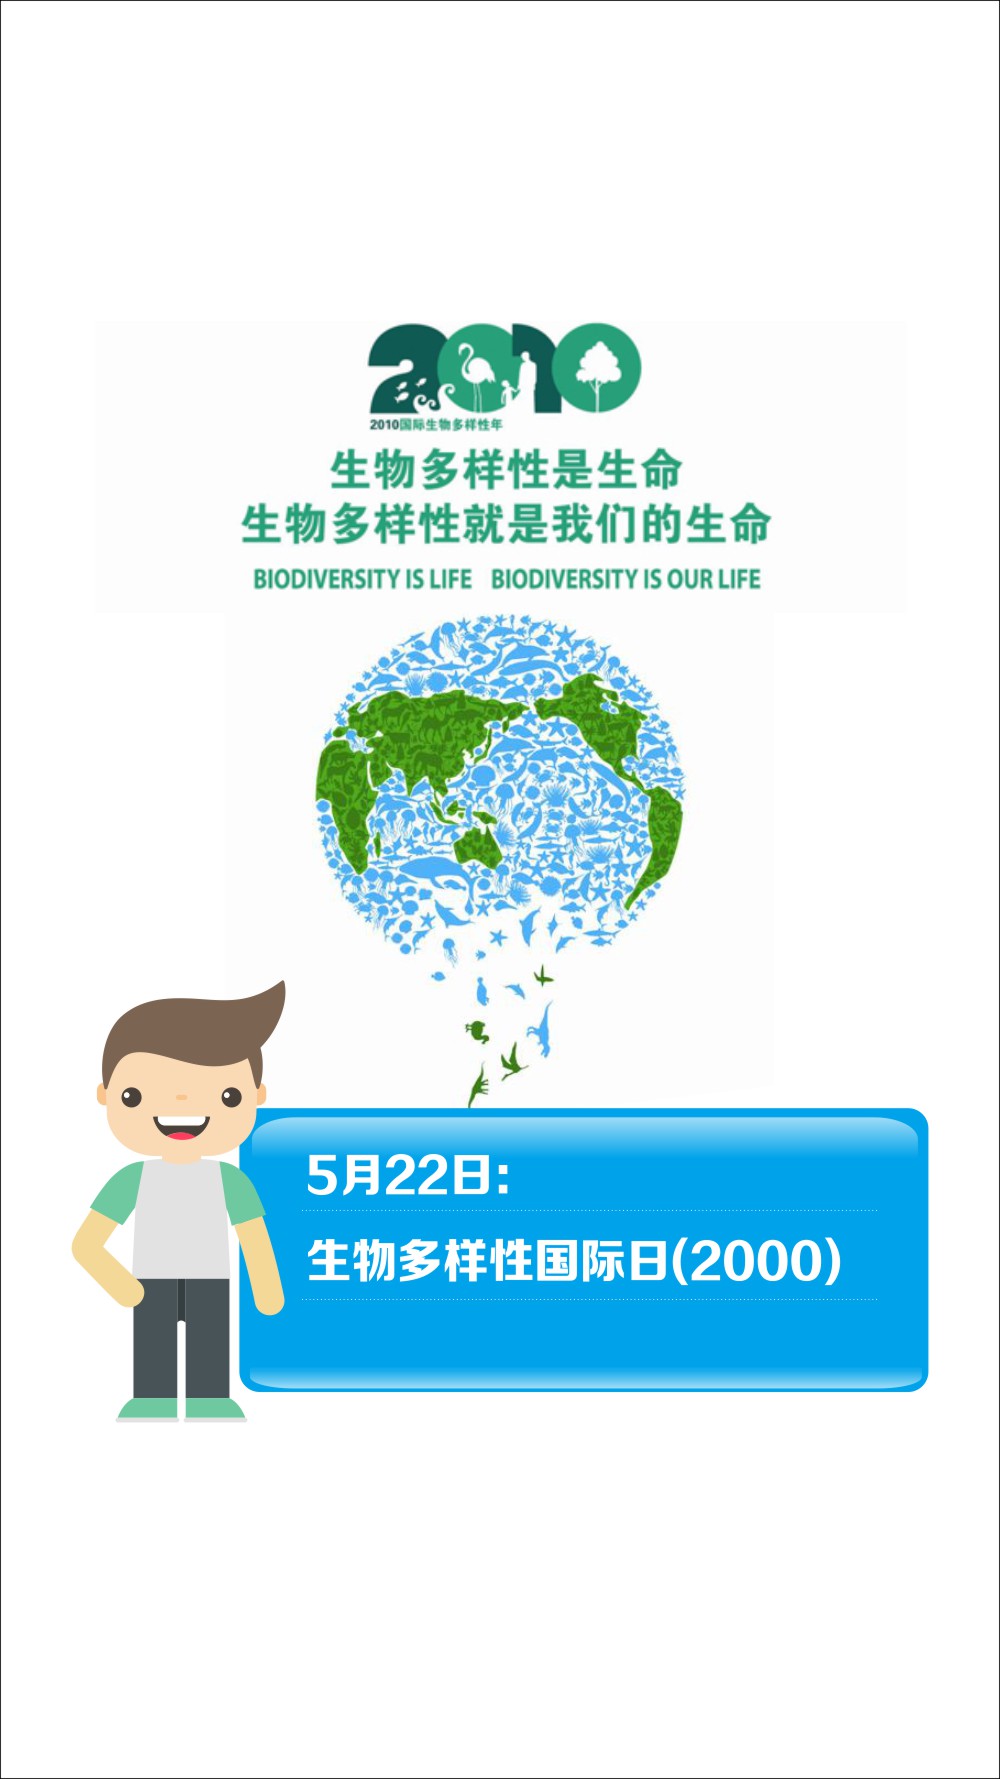 2010
2010国际生物多样性年
生物多样性是生命
生物多样性就是我们的生命
BIODIVERSITY IS LIFE BIODIVERSITY IS OUR LIFE
5月22日:
生物多样性国际日(2000)